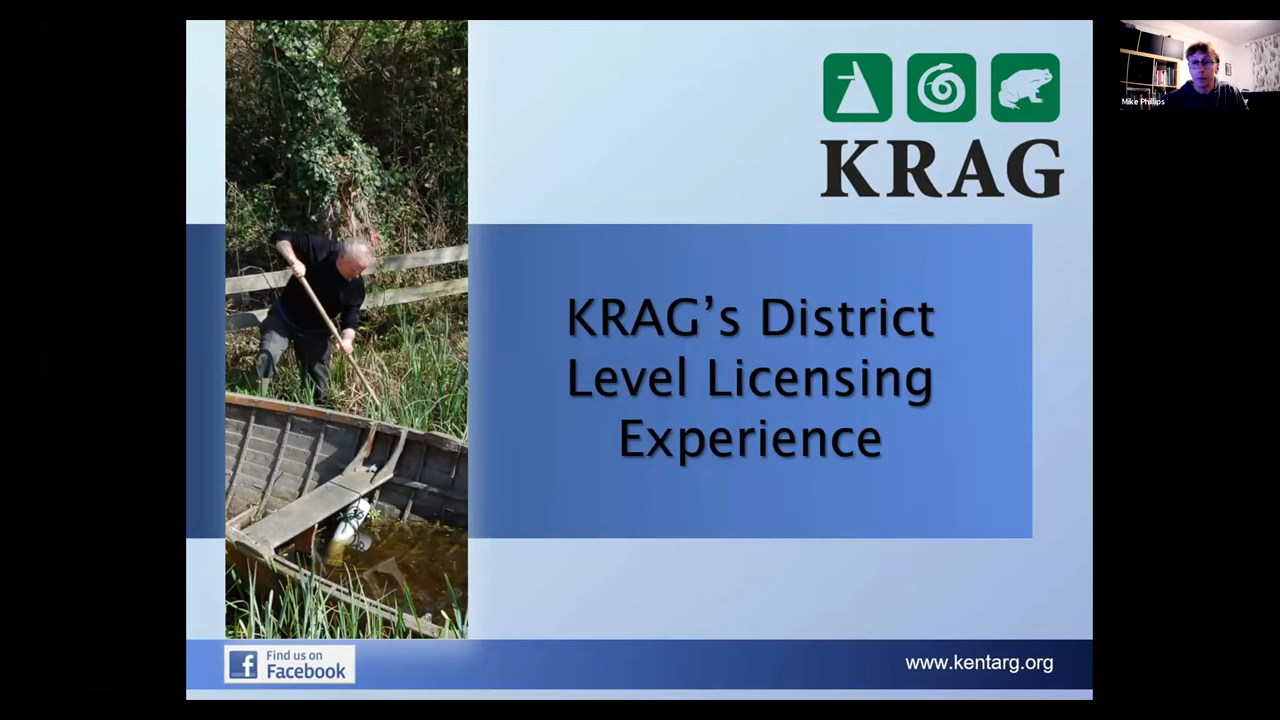 Mike Phillips
KRAG
KRAG’s District
Level Licensing
Experience
Find us on
Facebook
www.kentarg.org